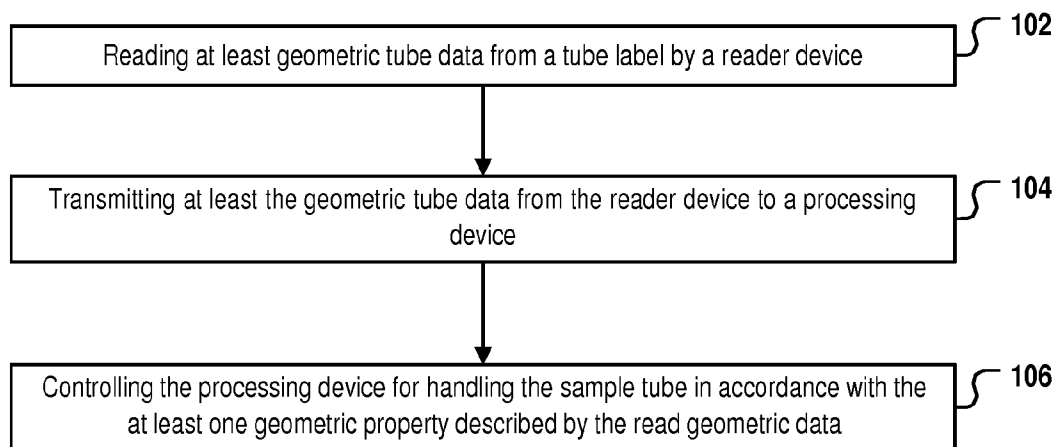 102
Reading at least geometric tube data from a tube label by a reader device
104
Transmitting at least the geometric tube data from the reader device to a processing
device
106
Controlling the processing device for handling the sample tube in accordance with the
at least one geometric property described by the read geometric data